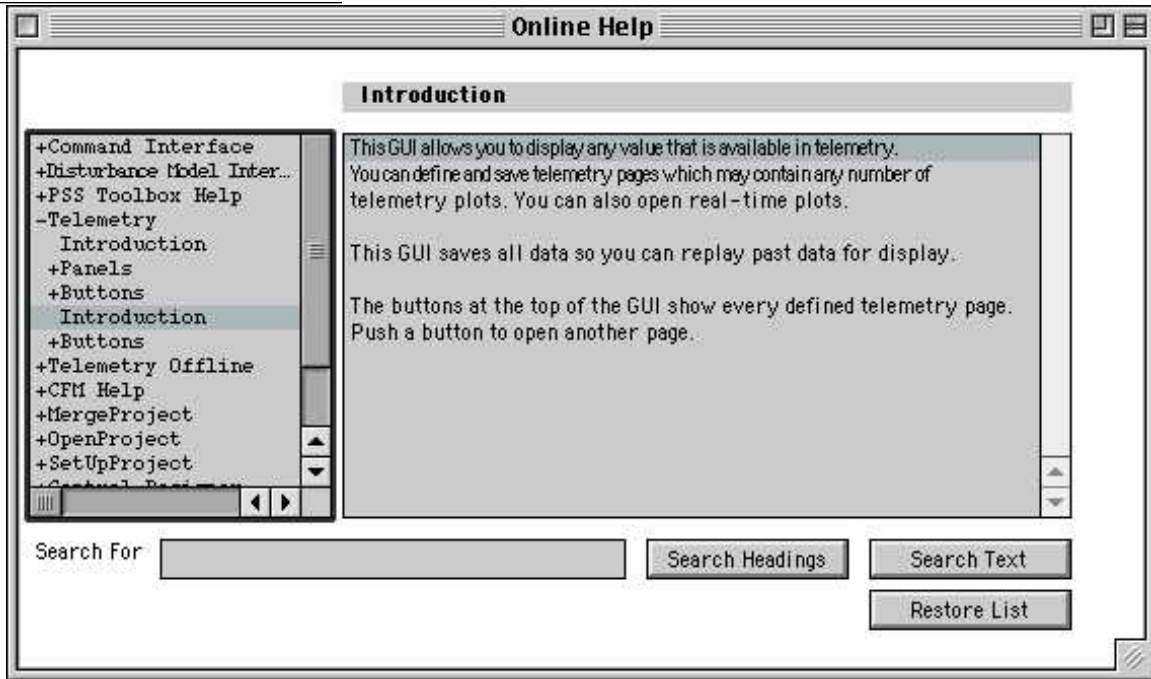 Online Help
Introduction
+Command Interface
+Disturbance Model Inter...
+PSS Toolbox Help
-Telemetry
Introduction
+Panels
+Buttons
Introduction
+Buttons
+Telemetry Offline
+CFM Help
+MergeProject
+OpenProject
+SetUpProject
This GUI allows you to display any value that is available in telemetry.
You can define and save telemetry pages which may contain any number of
telemetry plots. You can also open real-time plots.
This GUI saves all data so you can replay past data for display.
The buttons at the top of the GUI show every defined telemetry page.
Push a button to open another page.
Search For
Search Headings
Search Text
Restore List